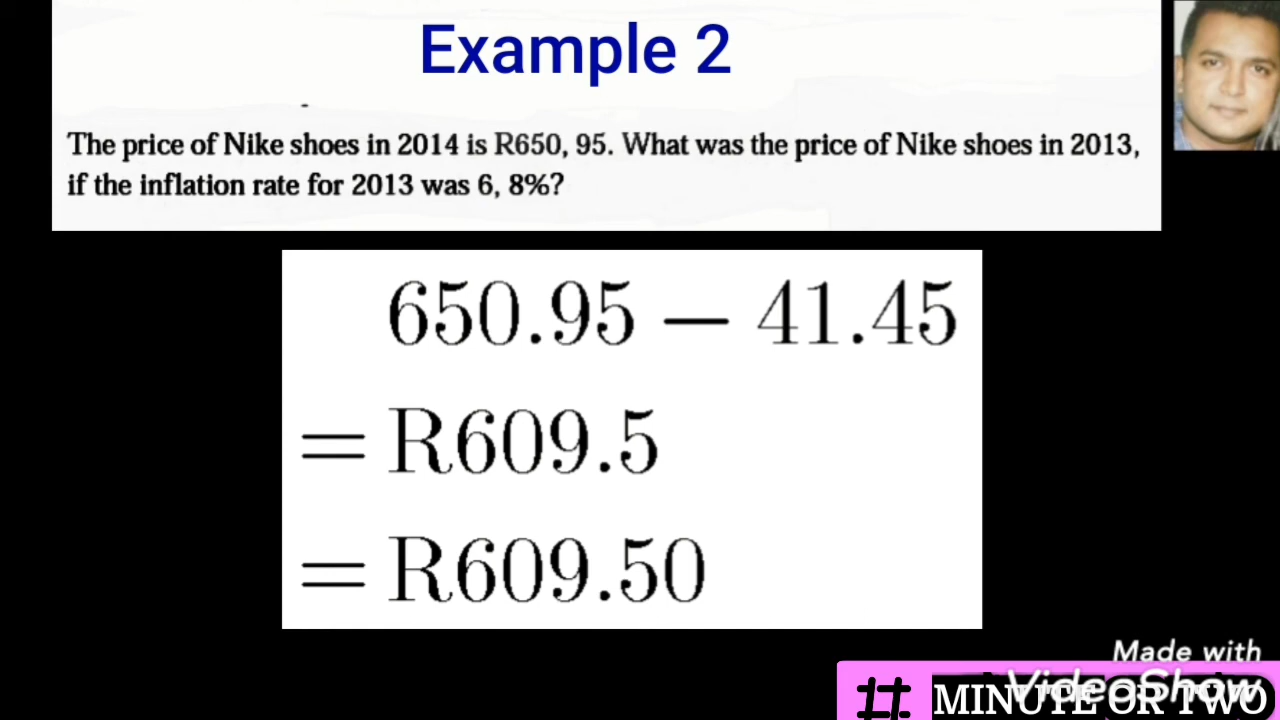 Example 2
The price of Nike shoes in 2014 is R650, 95. What was the price of Nike shoes in 2013,
if the inflation rate for 2013 was 6, 8%?
650.95 − 41.45
= R609.5
= R609.50
Made with
VideoShow
# MINUTE OR TWO